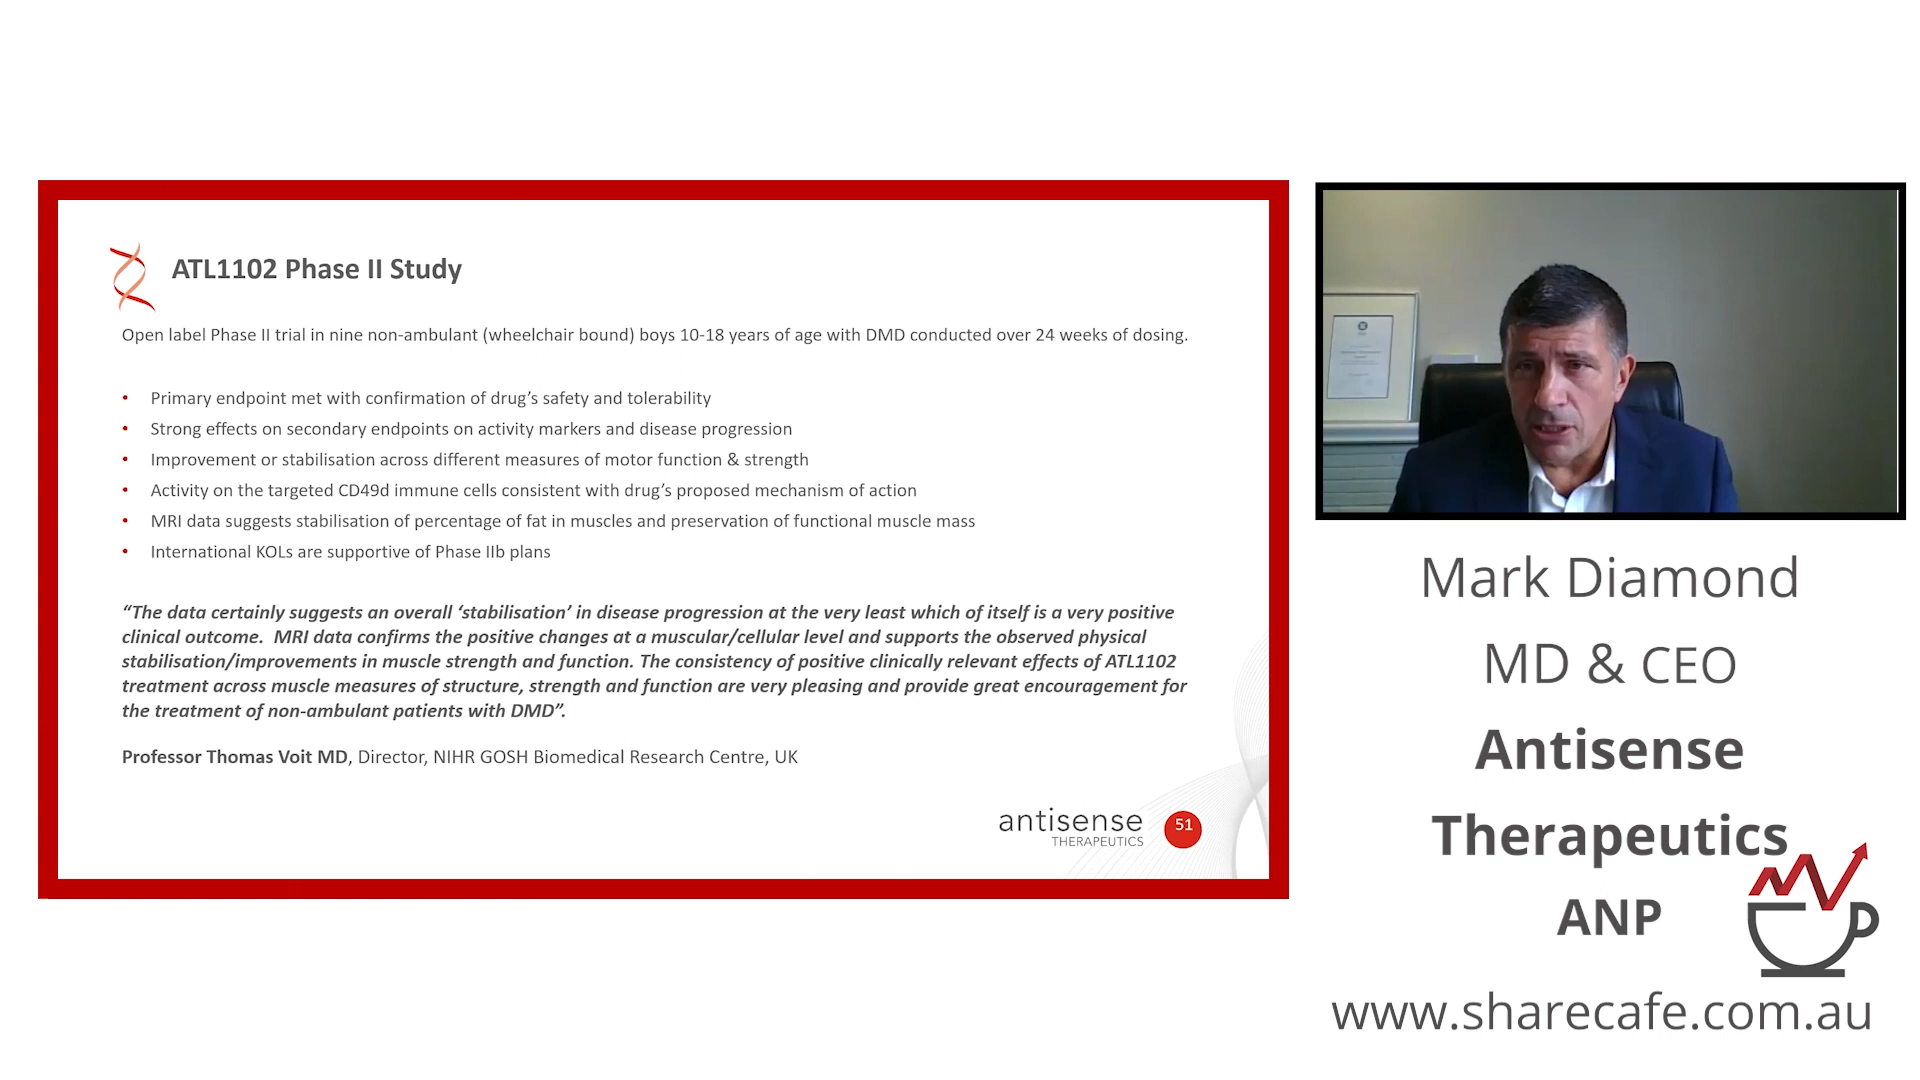 ATL1102 Phase II Study
Open label Phase II trial in nine non-ambulant (wheelchair bound) boys 10-18 years of age with DMD conducted over 24 weeks of dosing.
• Primary endpoint met with confirmation of drug’s safety and tolerability
• Strong effects on secondary endpoints on activity markers and disease progression
• Improvement or stabilisation across different measures of motor function & strength
• Activity on the targeted CD49d immune cells consistent with drug’s proposed mechanism of action
• MRI data suggests stabilisation of percentage of fat in muscles and preservation of functional muscle mass
• International KOLs are supportive of Phase IIb plans
“The data certainly suggests an overall ‘stabilisation’ in disease progression at the very least which of itself is a very positive
clinical outcome.  MRI data confirms the positive changes at a muscular/cellular level and supports the observed physical
stabilisation/improvements in muscle strength and function. The consistency of positive clinically relevant effects of ATL1102
treatment across muscle measures of structure, strength and function are very pleasing and provide great encouragement for
the treatment of non-ambulant patients with DMD”.
Professor Thomas Voit MD, Director, NIHR GOSH Biomedical Research Centre, UK
antisense
THERAPEUTICS
51
Mark Diamond
MD & CEO
Antisense
Therapeutics
ANP
www.sharecafe.com.au